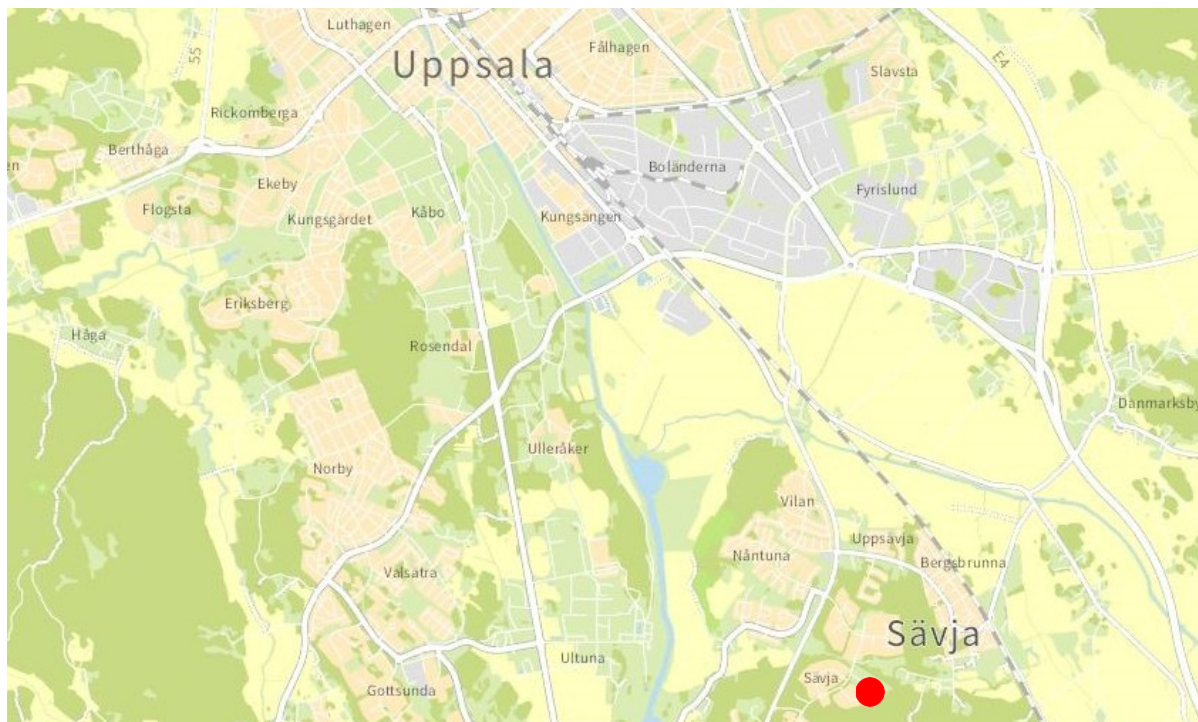 Luthagen
Fålhagen
Uppsala
55
E4
Slavsta
Rickomberga
Berthåga
Boländerna
Ekeby
Fyrislund
Flogsta
Kungsgärdet
Kåbo
Kungsängen
Eriksberg
Håga
Rosendal
Danmarksby
Ulleråker
Norby
Vilan
Uppsävja
Nåntuna
Bergsbrunna
Valsätra
Sävja
Ultuna
Sävja
Gottsunda